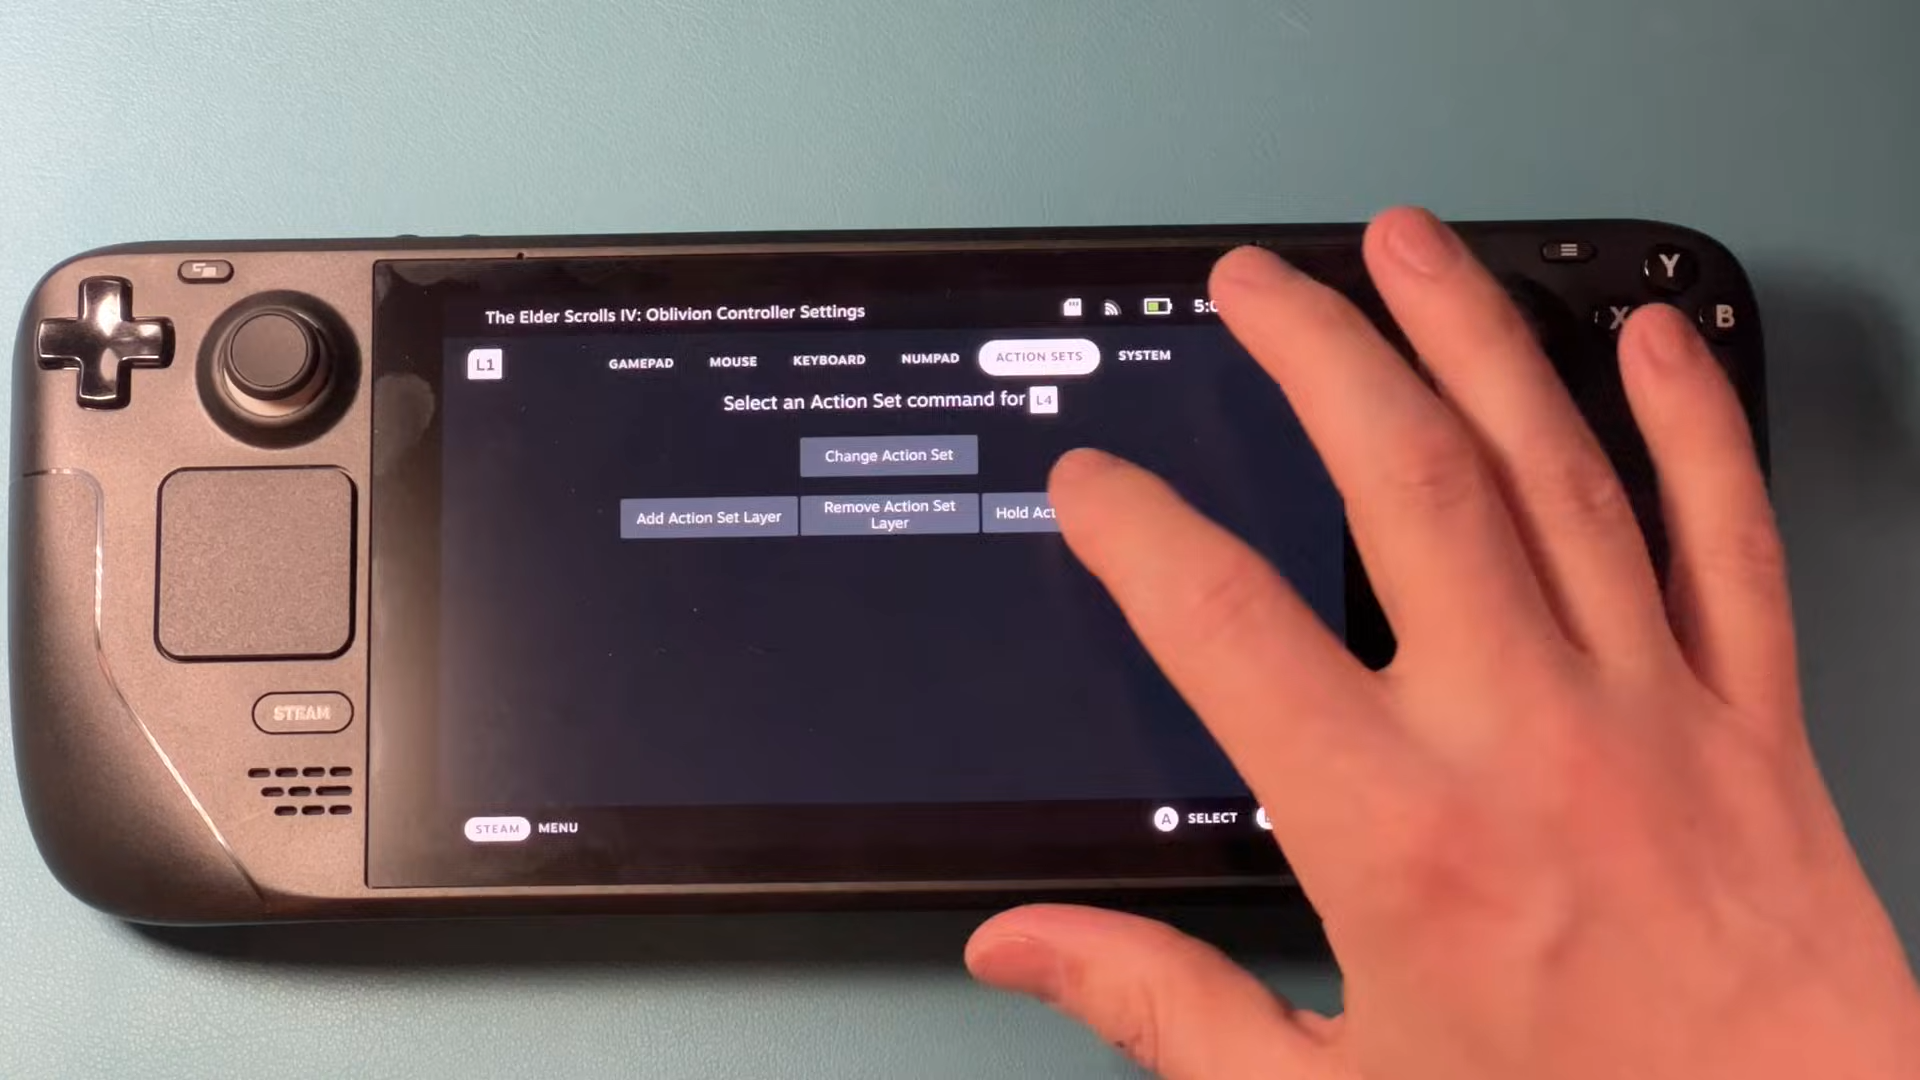 The Elder Scrolls IV: Oblivion Controller Settings
L1 GAMEPAD MOUSE KEYBOARD NUMPAD ACTION SETS SYSTEM
Select an Action Set command for L4
Change Action Set
Add Action Set Layer
Remove Action Set
Layer
Hold
STEAM MENU
A SELECT
STEAM
Y
X
B